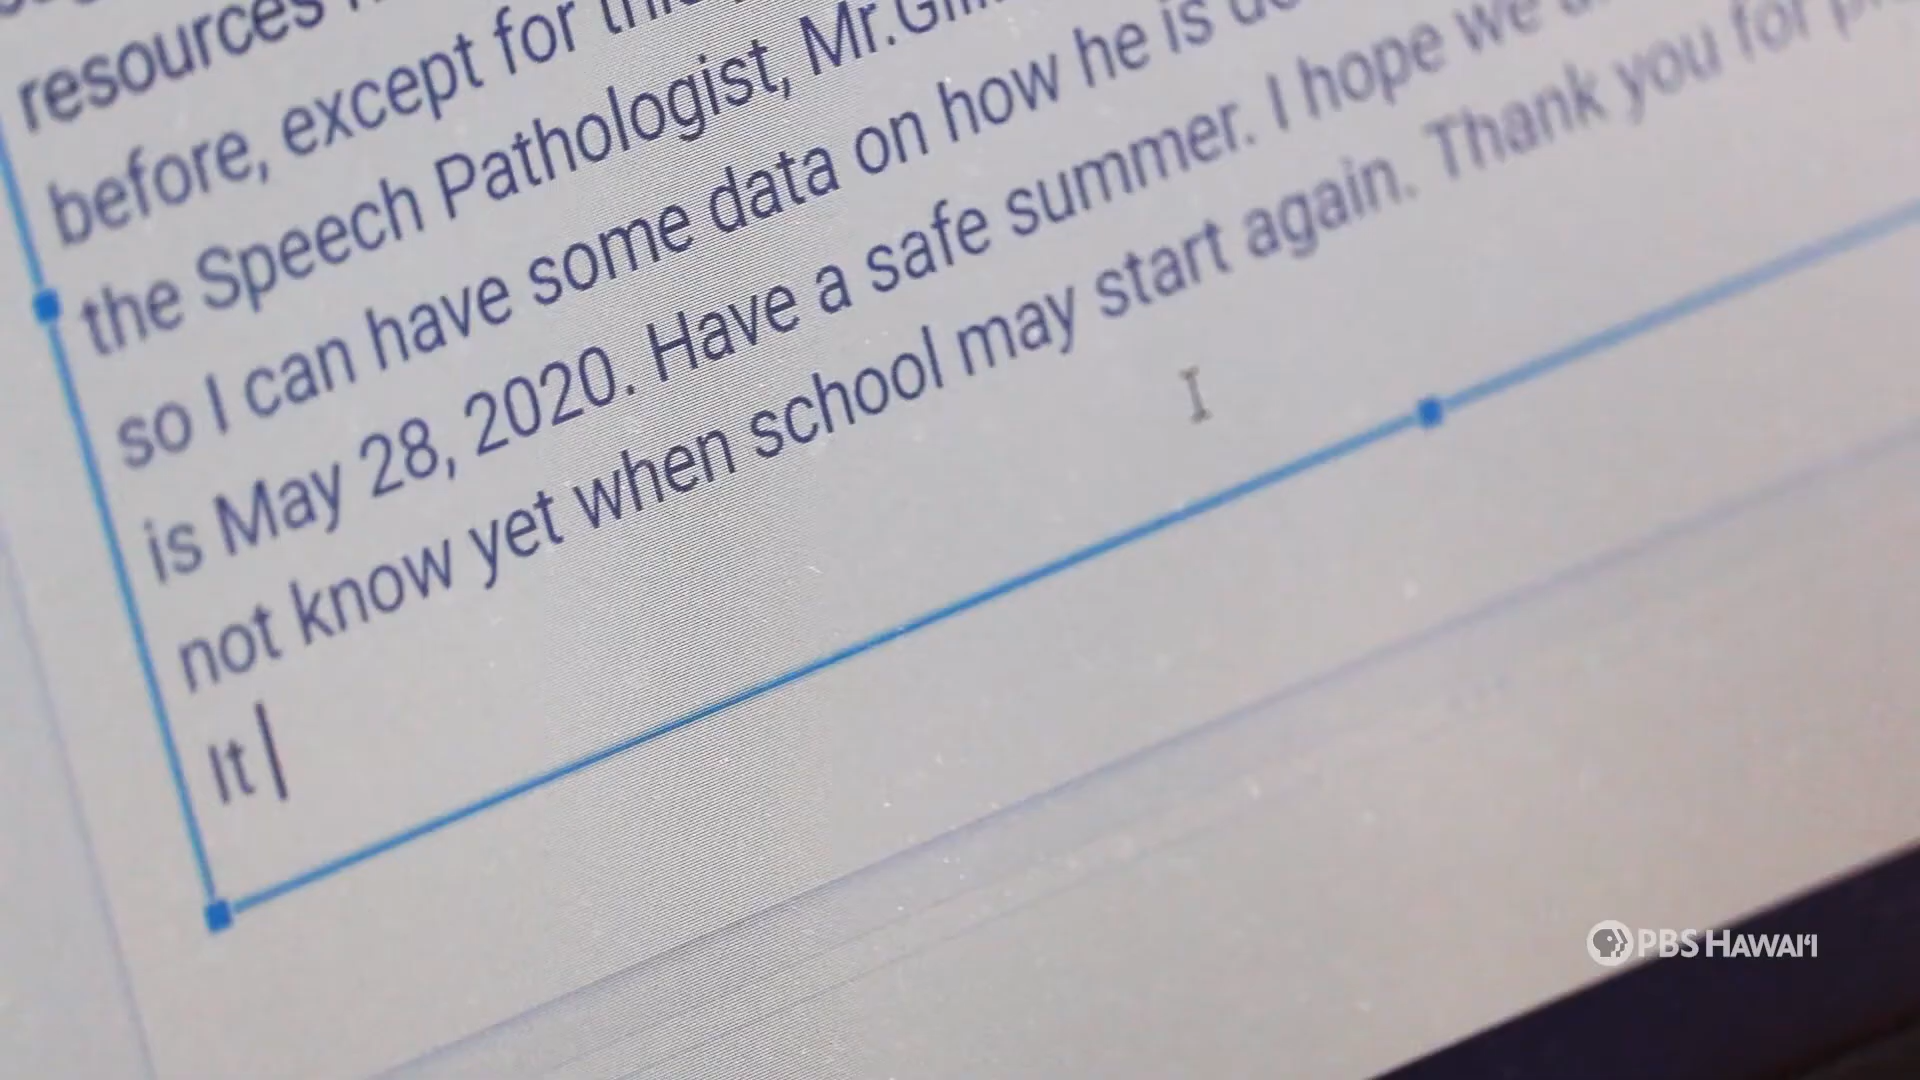 resources
before, except for this
the Speech Pathologist, Mr.
so I can have some data on how he is
is May 28, 2020. Have a safe summer. I hope we
not know yet when school may start again. Thank you for
It
PBS HAWAIʻI